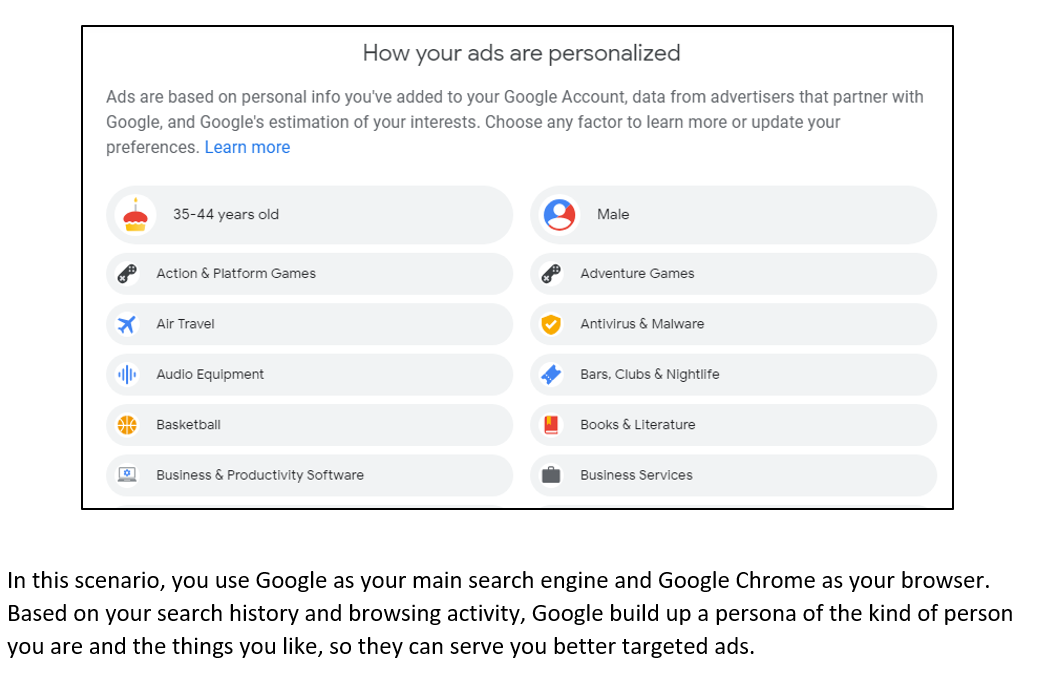 How your ads are personalized
Ads are based on personal info you've added to your Google Account, data from advertisers that partner with
Google, and Google's estimation of your interests. Choose any factor to learn more or update your
preferences. Learn more
35-44 years old
Male
Action & Platform Games
Adventure Games
Air Travel
Antivirus & Malware
Audio Equipment
Bars, Clubs & Nightlife
Basketball
Books & Literature
Business & Productivity Software
Business Services
In this scenario, you use Google as your main search engine and Google Chrome as your browser.
Based on your search history and browsing activity, Google build up a persona of the kind of person
you are and the things you like, so they can serve you better targeted ads.